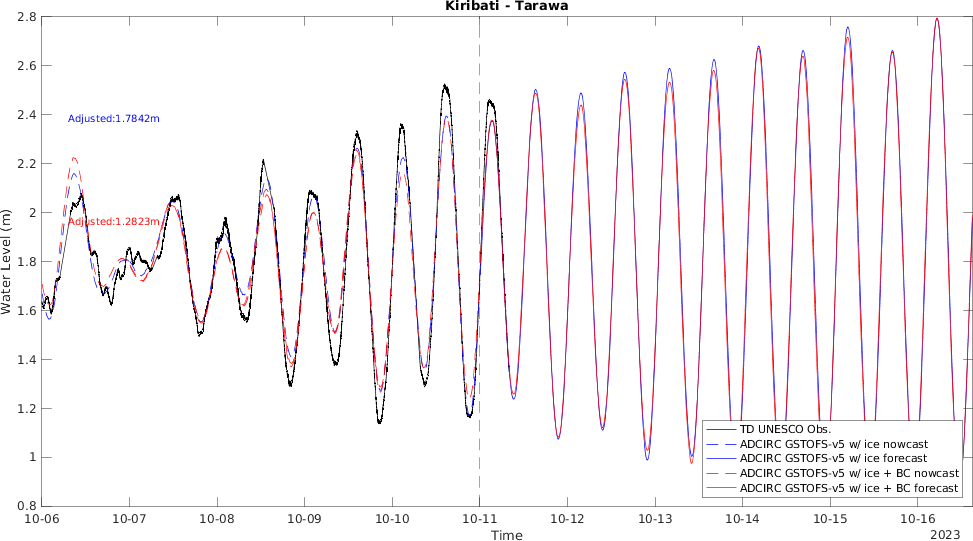 Kiribati - Tarawa
2.8
2.6
2.4
2.2
2
1.8
1.6
1.4
1.2
1
0.8
Water Level (m)
Adjusted:1.7842m
Adjusted:1.2823m
TD UNESCO Obs.
ADCIRC GSTOFS-v5 w/ ice nowcast
ADCIRC GSTOFS-v5 w/ ice forecast
ADCIRC GSTOFS-v5 w/ ice + BC nowcast
ADCIRC GSTOFS-v5 w/ ice + BC forecast
10-06 10-07 10-08 10-09 10-10 10-11 10-12 10-13 10-14 10-15 10-16
Time
2023